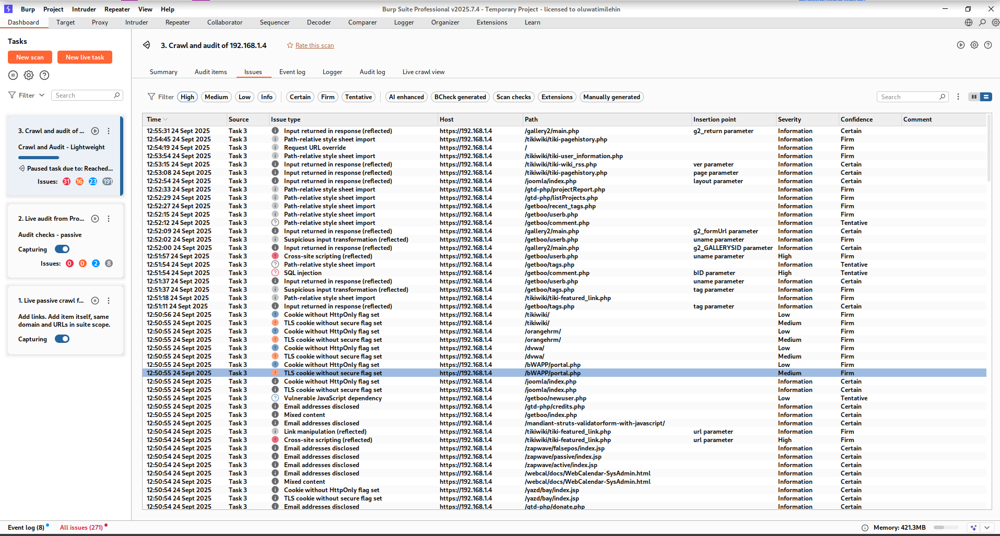 Burp Project Intruder Repeater View Help
Burp Suite Professional v2025.7.4 - Temporary Project - licensed to oluwatimilehin
Dashboard Target Proxy Intruder Repeater Collaborator Sequencer Decoder Comparer Logger Organizer Extensions Learn
Tasks
New scan New live task
Filter Search
3. Crawl and audit of ...
Crawl and Audit - Lightweight
Paused task due to: Reached...
Issues: 31 16 23 191
2. Live audit from Pro...
Audit checks - passive
Capturing
Issues: 0 0 2 8
1. Live passive crawl f...
Add links. Add item itself, same
domain and URLs in suite scope.
Capturing
3. Crawl and audit of 192.168.1.4 Rate this scan
Summary Audit items Issues Event log Logger Audit log Live crawl view
Filter High Medium Low Info Certain Firm Tentative AI enhanced BCheck generated Scan checks Extensions Manually generated Search
Time Source Issue type Host Path Insertion point Severity Confidence Comment
12:55:31 24 Sept 2025 Task 3 Input returned in response (reflected) https://192.168.1.4 /gallery2/main.php g2_return parameter Information Certain
12:54:45 24 Sept 2025 Task 3 Path-relative style sheet import https://192.168.1.4 /tikiwiki/tiki-pagehistory.php Information Firm
12:54:19 24 Sept 2025 Task 3 Request URL override https://192.168.1.4 / Information Firm
12:53:54 24 Sept 2025 Task 3 Path-relative style sheet import https://192.168.1.4 /tikiwiki/tiki-user_information.php Information Firm
12:53:15 24 Sept 2025 Task 3 Input returned in response (reflected) https://192.168.1.4 /tikiwiki/tiki-wiki_rss.php ver parameter Information Certain
12:53:08 24 Sept 2025 Task 3 Input returned in response (reflected) https://192.168.1.4 /tikiwiki/tiki-pagehistory.php page parameter Information Certain
12:52:54 24 Sept 2025 Task 3 Input returned in response (reflected) https://192.168.1.4 /joomla/index.php layout parameter Information Certain
12:52:33 24 Sept 2025 Task 3 Path-relative style sheet import https://192.168.1.4 /gtd-php/projectReport.php Information Firm
12:52:29 24 Sept 2025 Task 3 Path-relative style sheet import https://192.168.1.4 /gtd-php/listProjects.php Information Firm
12:52:27 24 Sept 2025 Task 3 Path-relative style sheet import https://192.168.1.4 /getboo/recent_tags.php Information Firm
12:52:15 24 Sept 2025 Task 3 Path-relative style sheet import https://192.168.1.4 /getboo/userb.php Information Firm
12:52:12 24 Sept 2025 Task 3 Path-relative style sheet import https://192.168.1.4 /getboo/comment.php Information Tentative
12:52:09 24 Sept 2025 Task 3 Input returned in response (reflected) https://192.168.1.4 /gallery2/main.php g2_formUrl parameter Information Certain
12:52:02 24 Sept 2025 Task 3 Suspicious input transformation (reflected) https://192.168.1.4 /getboo/userb.php uname parameter Information Firm
12:52:00 24 Sept 2025 Task 3 Input returned in response (reflected) https://192.168.1.4 /gallery2/main.php g2_GALLERYSID parameter Information Certain
12:51:57 24 Sept 2025 Task 3 Cross-site scripting (reflected) https://192.168.1.4 /getboo/userb.php uname parameter High Firm
12:51:54 24 Sept 2025 Task 3 Path-relative style sheet import https://192.168.1.4 /getboo/tags.php Information Tentative
12:51:54 24 Sept 2025 Task 3 SQL injection https://192.168.1.4 /getboo/comment.php bID parameter High Tentative
12:51:37 24 Sept 2025 Task 3 Input returned in response (reflected) https://192.168.1.4 /getboo/userb.php uname parameter Information Certain
12:51:37 24 Sept 2025 Task 3 Suspicious input transformation (reflected) https://192.168.1.4 /getboo/tags.php tag parameter Information Firm
12:51:18 24 Sept 2025 Task 3 Path-relative style sheet import https://192.168.1.4 /tikiwiki/tiki-featured_link.php Information Firm
12:51:11 24 Sept 2025 Task 3 Input returned in response (reflected) https://192.168.1.4 /getboo/tags.php tag parameter Information Certain
12:50:56 24 Sept 2025 Task 3 Cookie without HttpOnly flag set https://192.168.1.4 /tikiwiki/ Low Firm
12:50:55 24 Sept 2025 Task 3 TLS cookie without secure flag set https://192.168.1.4 /tikiwiki/ Medium Firm
12:50:55 24 Sept 2025 Task 3 Cookie without HttpOnly flag set https://192.168.1.4 /orangehrm/ Low Firm
12:50:55 24 Sept 2025 Task 3 TLS cookie without secure flag set https://192.168.1.4 /orangehrm/ Medium Firm
12:50:55 24 Sept 2025 Task 3 Cookie without HttpOnly flag set https://192.168.1.4 /dvwa/ Low Firm
12:50:55 24 Sept 2025 Task 3 TLS cookie without secure flag set https://192.168.1.4 /dvwa/ Medium Firm
12:50:55 24 Sept 2025 Task 3 Cookie without HttpOnly flag set https://192.168.1.4 /bWAPP/portal.php Low Firm
12:50:55 24 Sept 2025 Task 3 TLS cookie without secure flag set https://192.168.1.4 /bWAPP/portal.php Medium Firm
12:50:55 24 Sept 2025 Task 3 Cookie without HttpOnly flag set https://192.168.1.4 /joomla/index.php Information Certain
12:50:55 24 Sept 2025 Task 3 TLS cookie without secure flag set https://192.168.1.4 /joomla/index.php Information Certain
12:50:55 24 Sept 2025 Task 3 Vulnerable JavaScript dependency https://192.168.1.4 /getboo/newuser.php Low Tentative
12:50:55 24 Sept 2025 Task 3 Email addresses disclosed https://192.168.1.4 /gtd-php/credits.php Information Certain
12:50:55 24 Sept 2025 Task 3 Mixed content https://192.168.1.4 /getboo/index.php Information Certain
12:50:55 24 Sept 2025 Task 3 Email addresses disclosed https://192.168.1.4 /mandiant-struts-validatorform-with-javascript/ Information Certain
12:50:54 24 Sept 2025 Task 3 Link manipulation (reflected) https://192.168.1.4 /tikiwiki/tiki-featured_link.php url parameter Information Firm
12:50:54 24 Sept 2025 Task 3 Cross-site scripting (reflected) https://192.168.1.4 /tikiwiki/tiki-featured_link.php url parameter High Firm
12:50:54 24 Sept 2025 Task 3 Email addresses disclosed https://192.168.1.4 /zapwave/falsepos/index.jsp Information Certain
12:50:54 24 Sept 2025 Task 3 Email addresses disclosed https://192.168.1.4 /zapwave/passive/index.jsp Information Certain
12:50:54 24 Sept 2025 Task 3 Email addresses disclosed https://192.168.1.4 /zapwave/active/index.jsp Information Certain
12:50:54 24 Sept 2025 Task 3 Email addresses disclosed https://192.168.1.4 /webcal/docs/WebCalendar-SysAdmin.html Information Certain
12:50:54 24 Sept 2025 Task 3 Mixed content https://192.168.1.4 /webcal/docs/WebCalendar-SysAdmin.html Information Certain
12:50:54 24 Sept 2025 Task 3 Cookie without HttpOnly flag set https://192.168.1.4 /yazd/bay/index.jsp Information Certain
12:50:54 24 Sept 2025 Task 3 TLS cookie without secure flag set https://192.168.1.4 /yazd/bay/index.jsp Information Certain
12:50:54 24 Sept 2025 Task 3 Email addresses disclosed https://192.168.1.4 /gtd-php/donate.php Information Certain
Event log (8) All issues (271) Memory: 421.3MB